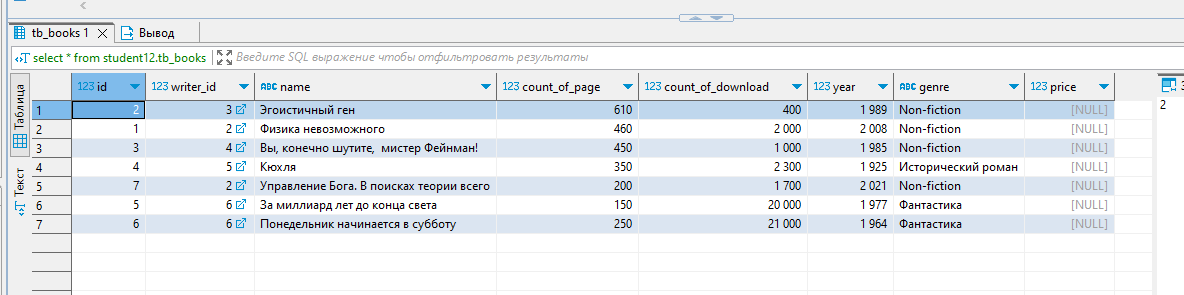 tb_books 1 Вывод
select * from student12.tb_books Введите SQL выражение чтобы отфильтровать результаты
Таблица
Текст
123 id 123 writer_id ABC name 123 count_of_page 123 count_of_download 123 year ABC genre 123 price
1 2 3 Эгоистичный ген 610 400 1 989 Non-fiction [NULL]
2 1 2 Физика невозможного 460 2 000 2 008 Non-fiction [NULL]
3 3 4 Вы, конечно шутите, мистер Фейнман! 450 1 000 1 985 Non-fiction [NULL]
4 4 5 Кюхля 350 2 300 1 925 Исторический роман [NULL]
5 7 2 Управление Бога. В поисках теории всего 200 1 700 2 021 Non-fiction [NULL]
6 5 6 За миллиард лет до конца света 150 20 000 1 977 Фантастика [NULL]
7 6 6 Понедельник начинается в субботу 250 21 000 1 964 Фантастика [NULL]
2